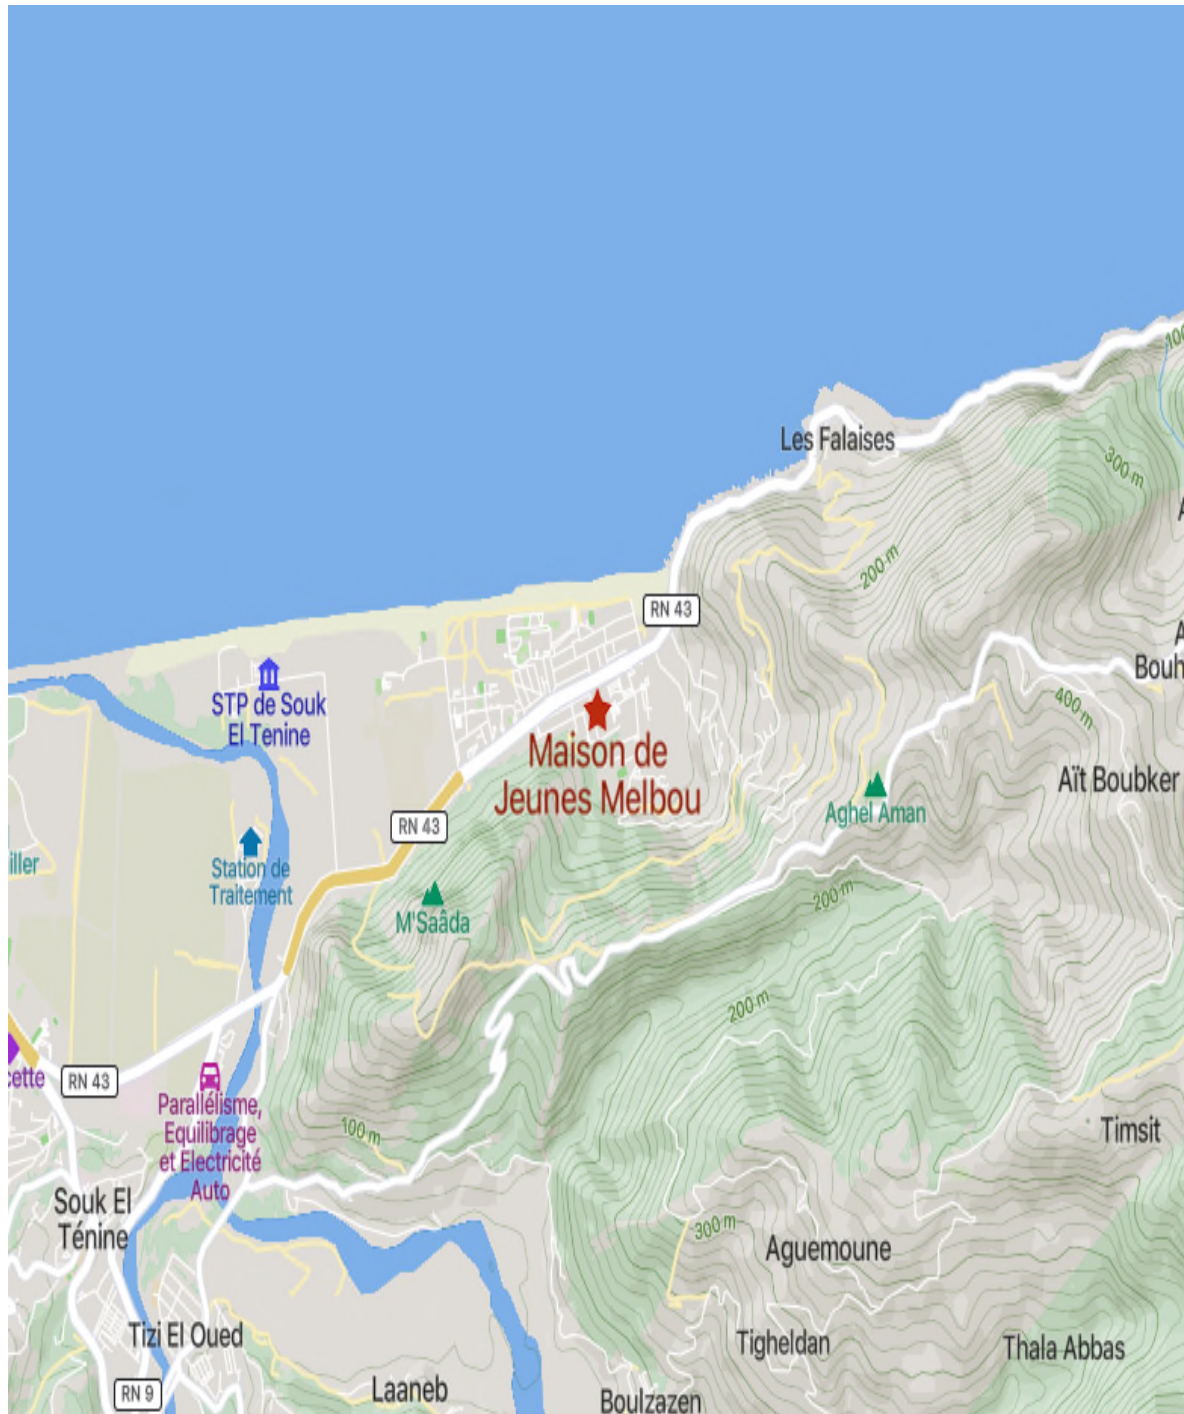 100
Les Falaises
300 m
200 m
RN 43
Bouh
STP de Souk
El Tenine
400 m
Maison de
Jeunes Melbou
Aït Boubker
Aghel Aman
RN 43
iller
Station de
Traitement
200 m
M'Saâda
200 m
cette
RN 43
Parallélisme,
Equilibrage
et Electricité
Auto
100 m
Timsit
Souk El
Ténine
300 m
Aguemoune
Tizi El Oued
Tigheldan
Thala Abbas
RN 9
Laaneb
Boulzazen